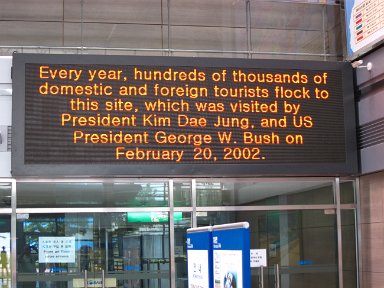 Every year, hundreds of thousands of
domestic and foreign tourists flock to
this site, which was visited by
President Kim Dae Jung, and US
President George W. Bush on
February 20, 2002.